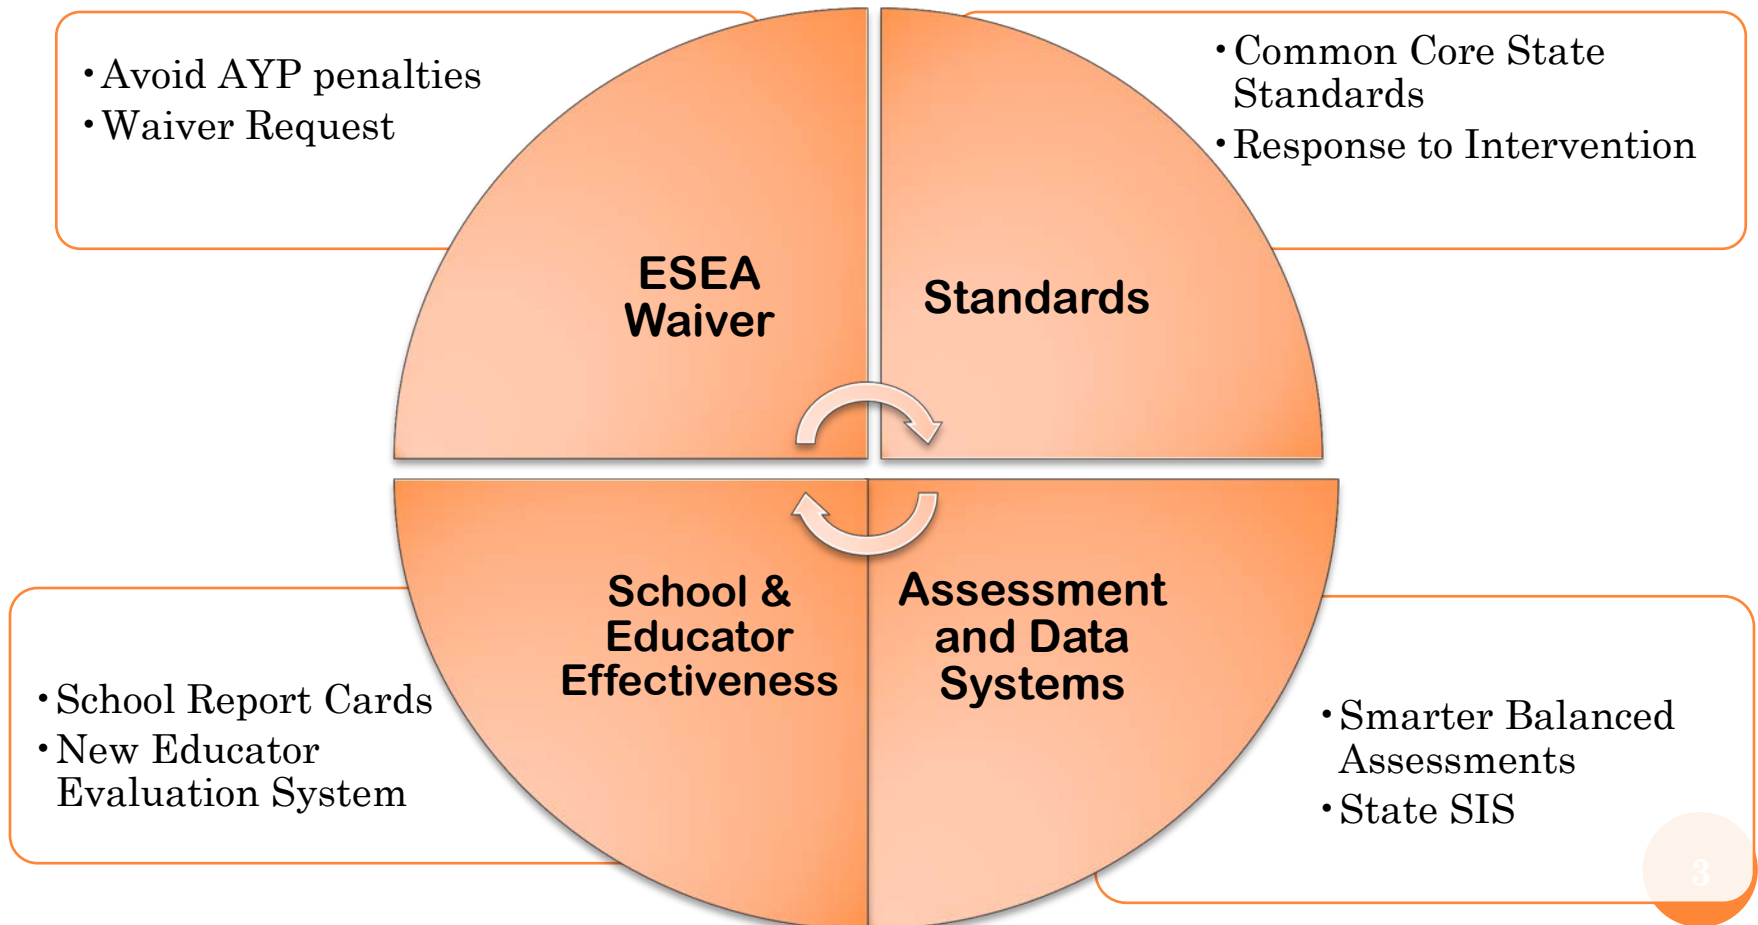 •Avoid AYP penalties
•Waiver Request
•Common Core State
Standards
•Response to Intervention
ESEA
Waiver
Standards
School &
Educator
Effectiveness
Assessment
and Data
Systems
•School Report Cards
•New Educator
Evaluation System
•Smarter Balanced
Assessments
•State SIS
3